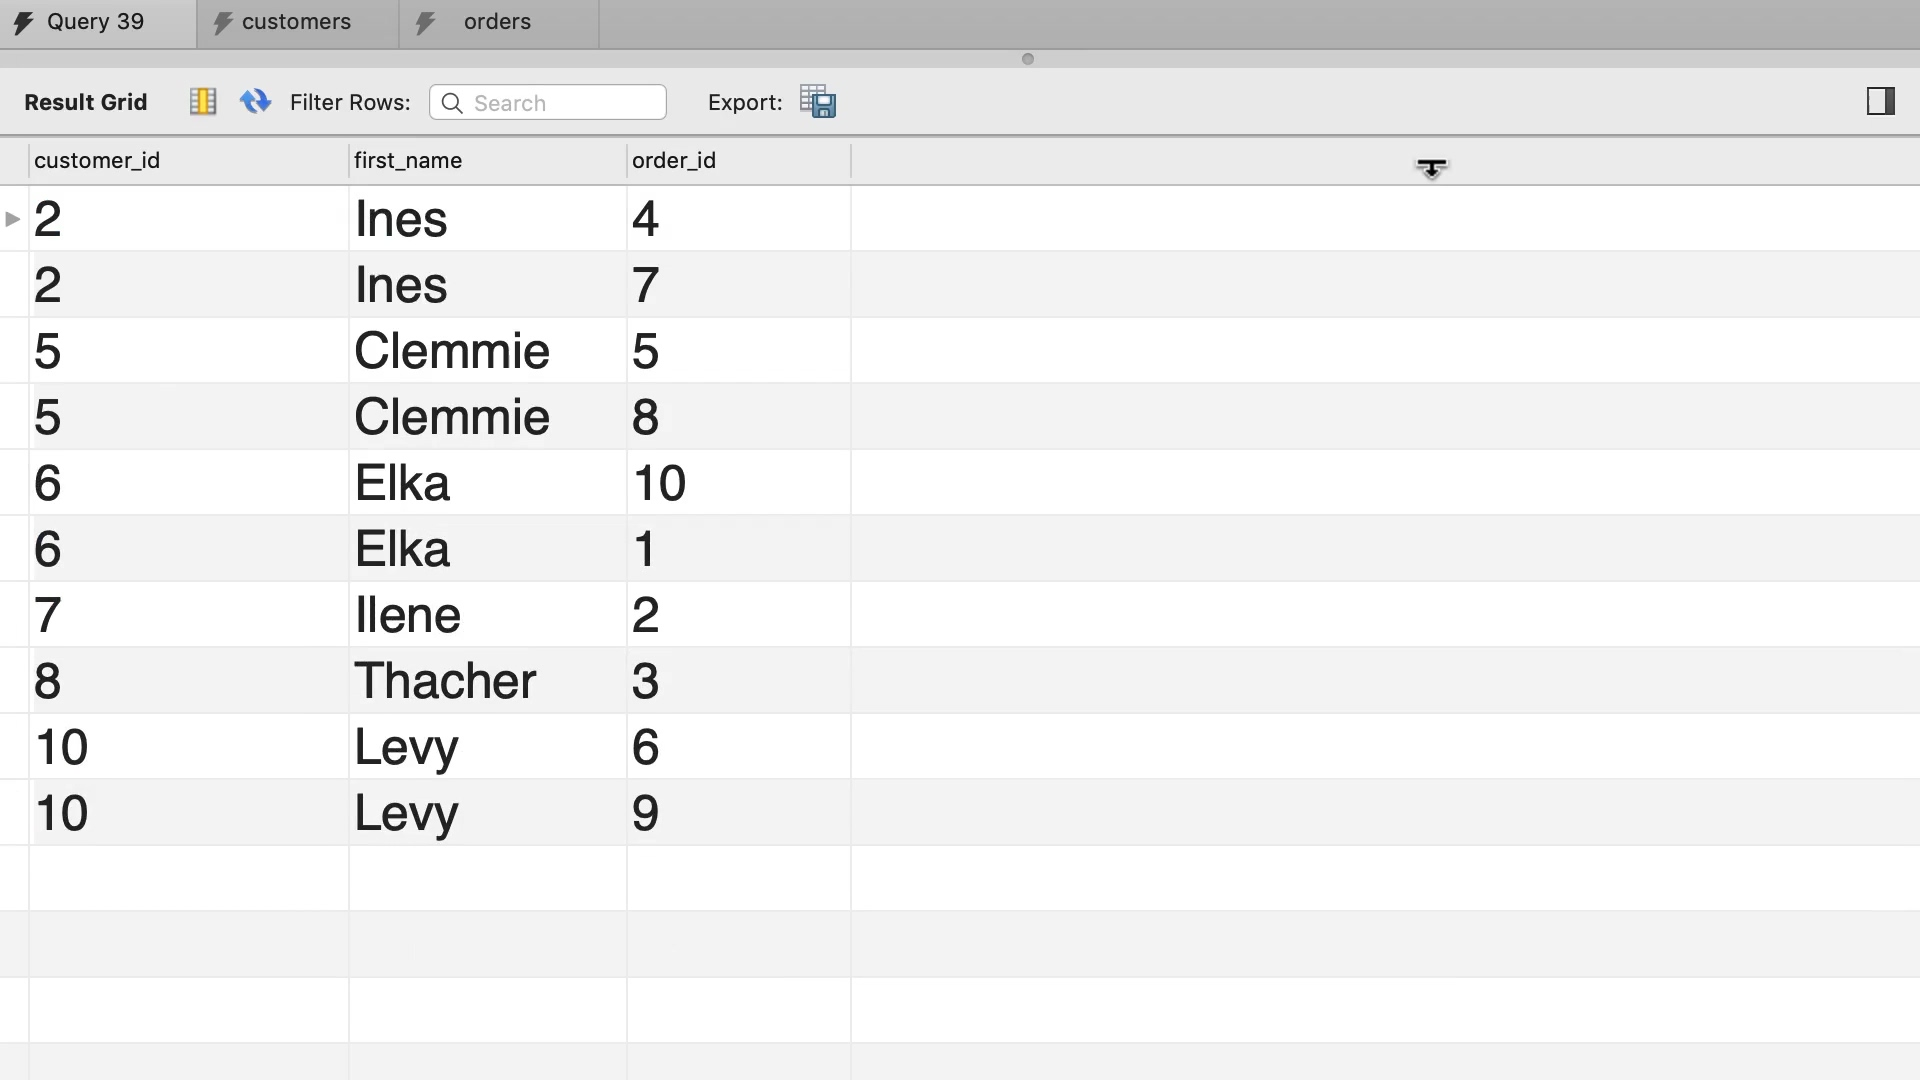 Query 39 customers orders
Result Grid Filter Rows: Search Export:
customer_id first_name order_id
2 Ines 4
2 Ines 7
5 Clemmie 5
5 Clemmie 8
6 Elka 10
6 Elka 1
7 Ilene 2
8 Thacher 3
10 Levy 6
10 Levy 9